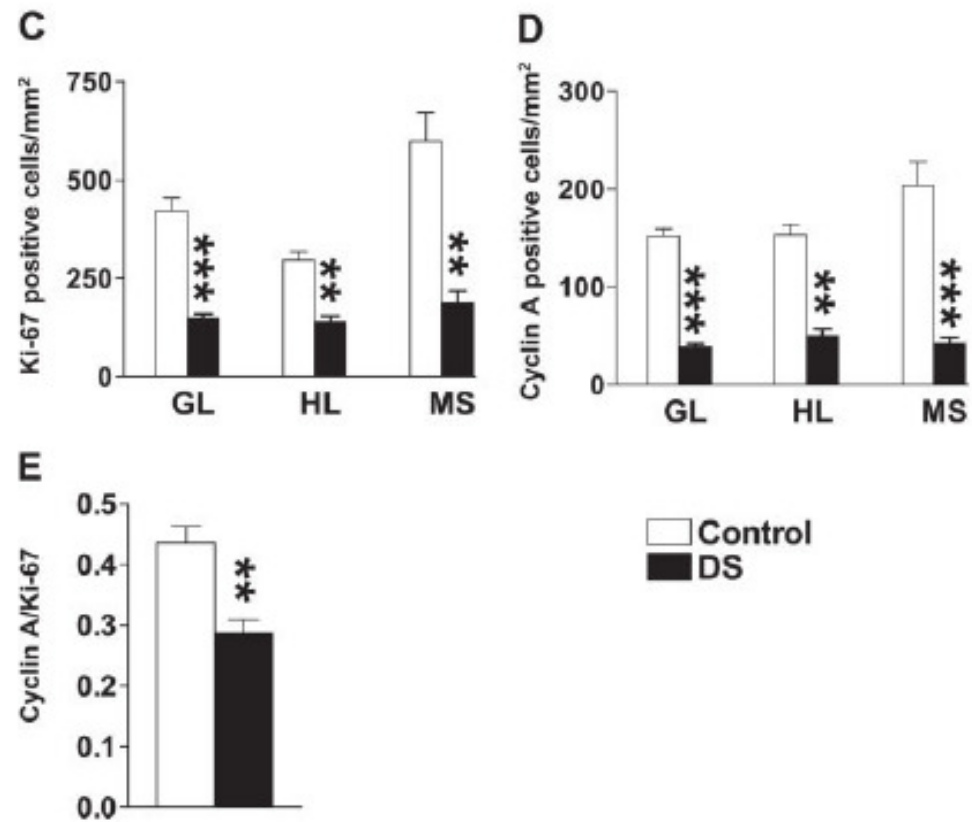 C
Ki-67 positive cells/mm²
750
500
250
0
***
**
**
GL HL MS
D
Cyclin A positive cells/mm²
300
200
100
0
***
**
***
GL HL MS
E
Cyclin A/Ki-67
0.5
0.4
0.3
0.2
0.1
0.0
**
Control
DS